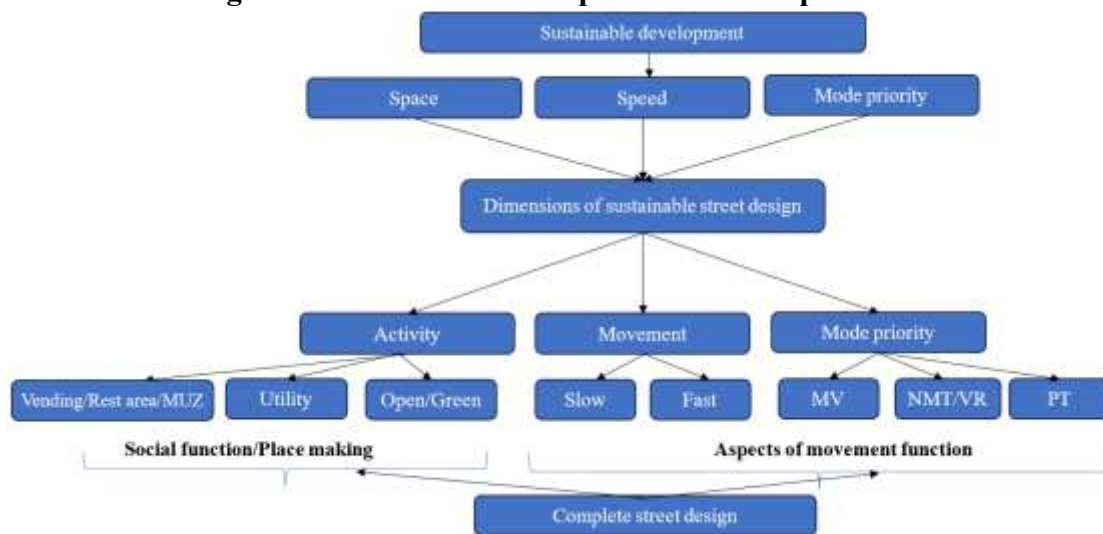 Sustainable development
Space
Speed
Mode priority
Dimensions of sustainable street design
Activity
Movement
Mode priority
Vending/Rest area/MUZ
Utility
Open/Green
Slow
Fast
MV
NMT/VR
PT
Social function/Place making
Aspects of movement function
Complete street design